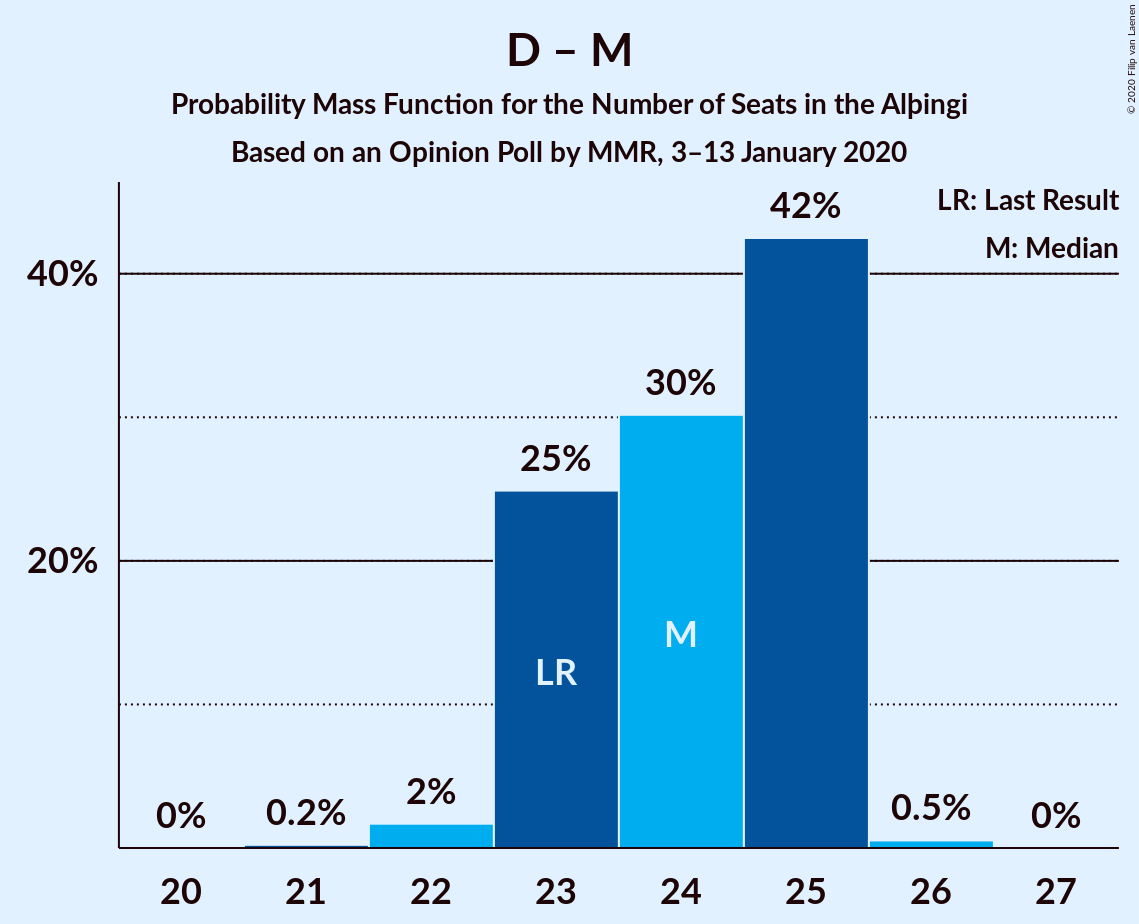 D – M
Probability Mass Function for the Number of Seats in the Alþingi
Based on an Opinion Poll by MMR, 3–13 January 2020
© 2020 Filip van Laenen
LR: Last Result
M: Median
40%
20%
0%
0.2%
2%
25%
30%
42%
0.5%
0%
LR
M
20
21
22
23
24
25
26
27